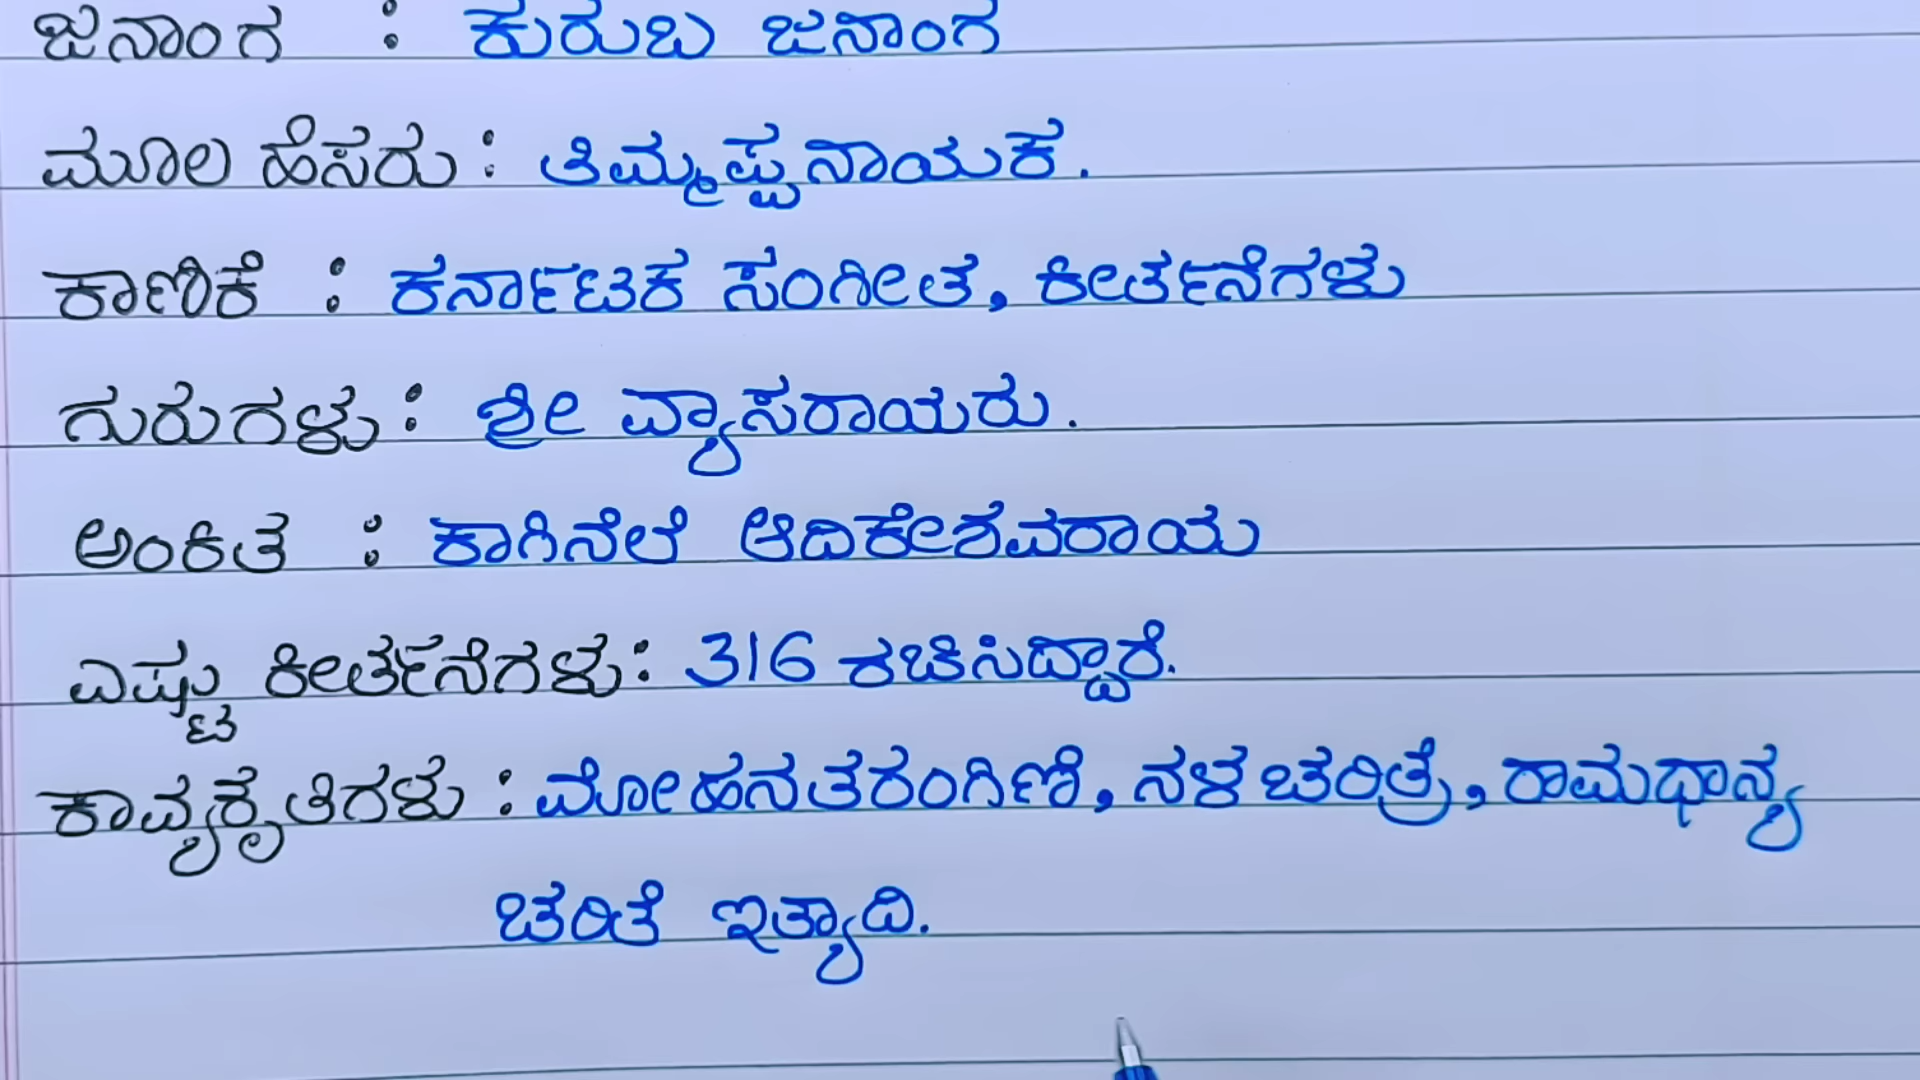 ಜನಾಂಗ : ಕುರುಬ ಜನಾಂಗ
ಮೂಲ ಹೆಸರು : ತಿಮ್ಮಪ್ಪನಾಯಕ.
ಕಾಣಿಕೆ : ಕರ್ನಾಟಕ ಸಂಗೀತ, ಕೀರ್ತನೆಗಳು
ಗುರುಗಳು : ಶ್ರೀ ವ್ಯಾಸರಾಯರು.
ಅಂಕಿತ : ಕಾಗಿನೆಲೆ ಆದಿಕೇಶವರಾಯ
ಎಷ್ಟು ಕೀರ್ತನೆಗಳು : 316 ರಚಿಸಿದ್ದಾರೆ.
ಕಾವ್ಯಕೃತಿಗಳು : ಮೋಹನತರಂಗಿಣಿ, ನಳಚರಿತ್ರೆ, ರಾಮಧಾನ್ಯ
ಚರಿತೆ ಇತ್ಯಾದಿ.